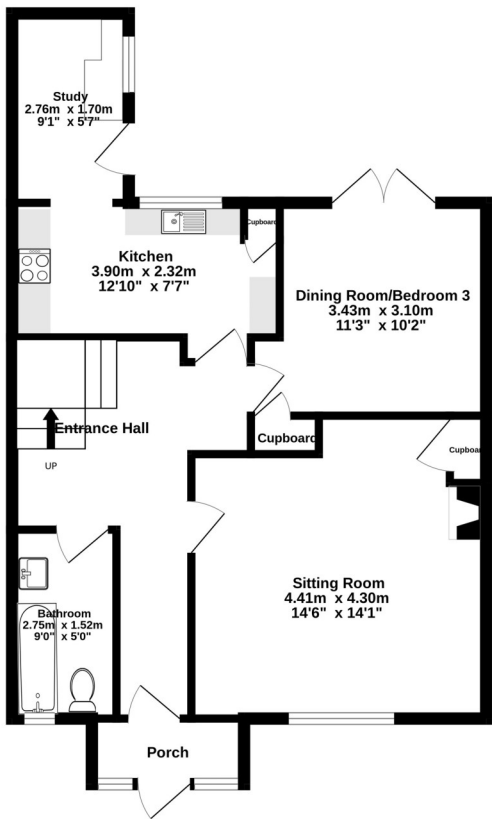 Study
2.76m x 1.70m
9'1" x 5'7"
Kitchen
3.90m x 2.32m
12'10" x 7'7"
Cupboard
Dining Room/Bedroom 3
3.43m x 3.10m
11'3" x 10'2"
Entrance Hall
UP
Cupboard
Cupboar
Sitting Room
4.41m x 4.30m
14'6" x 14'1"
Bathroom
2.75m x 1.52m
9'0" x 5'0"
Porch